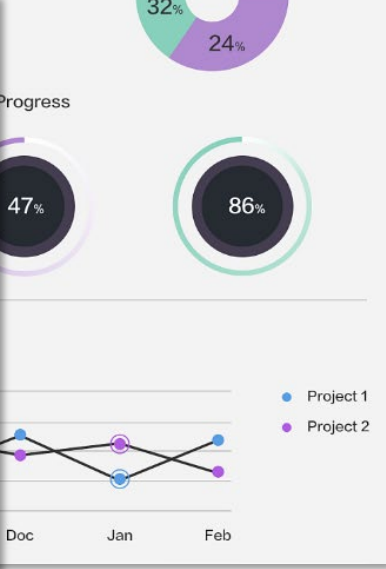 32%
24%
Progress
47%
86%
Project 1
Project 2
Doc Jan Feb